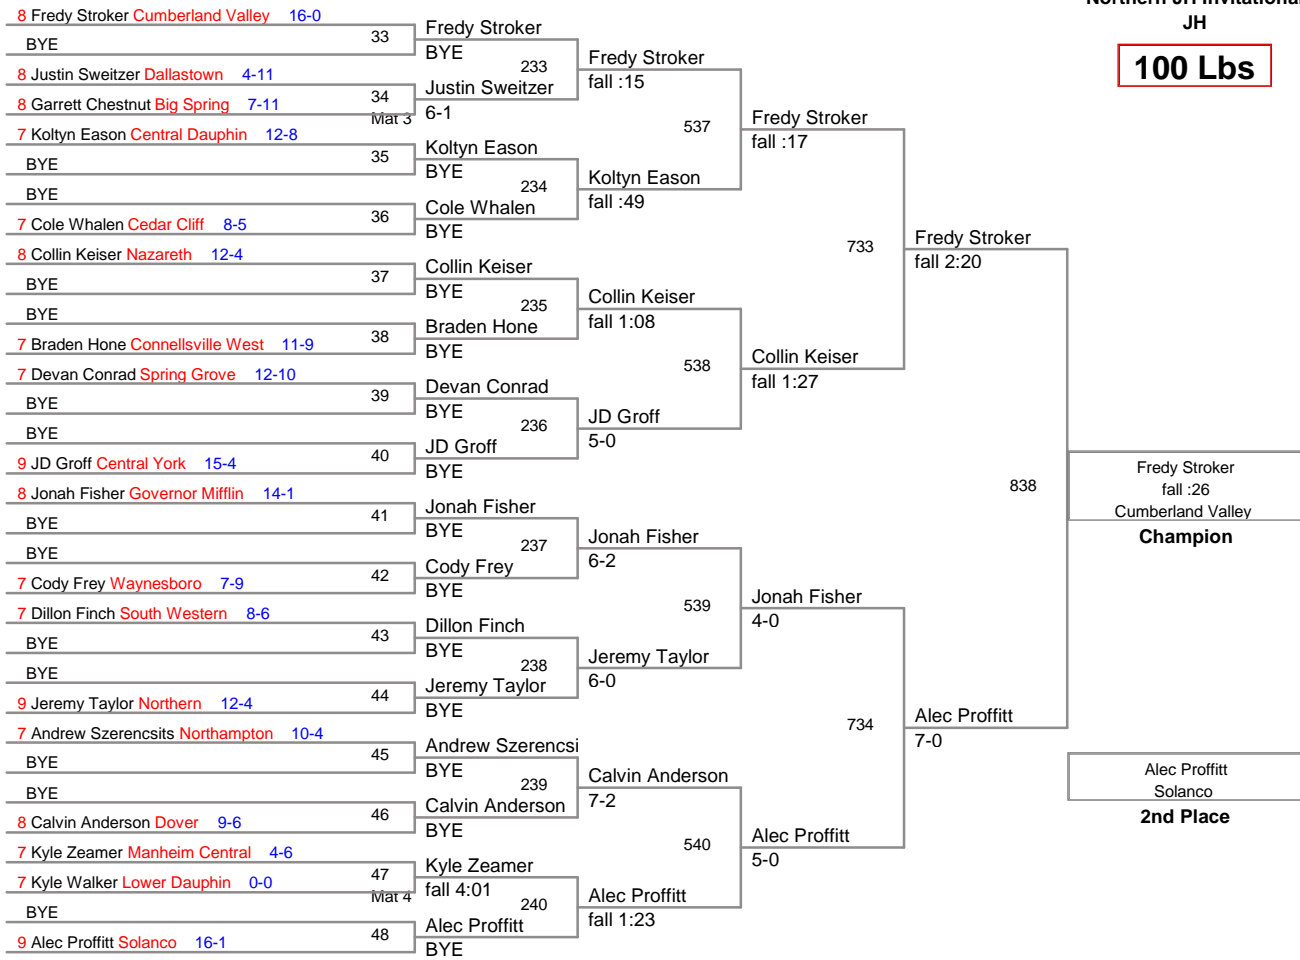 Northern JH Invitational
JH
100 Lbs
8 Fredy Stroker Cumberland Valley 16-0
BYE
33
8 Justin Sweitzer Dallastown 4-11
8 Garrett Chestnut Big Spring 7-11
34
Mat 3
7 Koltyn Eason Central Dauphin 12-8
BYE
35
BYE
7 Cole Whalen Cedar Cliff 8-5
36
8 Collin Keiser Nazareth 12-4
BYE
37
BYE
7 Braden Hone Connellsville West 11-9
38
7 Devan Conrad Spring Grove 12-10
BYE
39
BYE
9 JD Groff Central York 15-4
40
8 Jonah Fisher Governor Mifflin 14-1
BYE
41
BYE
7 Cody Frey Waynesboro 7-9
42
7 Dillon Finch South Western 8-6
BYE
43
BYE
9 Jeremy Taylor Northern 12-4
44
7 Andrew Szerencsits Northampton 10-4
BYE
45
BYE
8 Calvin Anderson Dover 9-6
46
7 Kyle Zeamer Manheim Central 4-6
7 Kyle Walker Lower Dauphin 0-0
47
Mat 4
BYE
9 Alec Proffitt Solanco 16-1
48
Fredy Stroker
BYE
233
Justin Sweitzer
6-1
Koltyn Eason
BYE
234
Cole Whalen
BYE
Collin Keiser
BYE
235
Braden Hone
BYE
Devan Conrad
BYE
236
JD Groff
BYE
Jonah Fisher
BYE
237
Cody Frey
BYE
Dillon Finch
BYE
238
Jeremy Taylor
BYE
Andrew Szerencsi
BYE
239
Calvin Anderson
BYE
Kyle Zeamer
fall 4:01
240
Alec Proffitt
BYE
Fredy Stroker
fall :15
537
Koltyn Eason
fall :49
Collin Keiser
fall 1:08
538
JD Groff
5-0
Jonah Fisher
6-2
539
Jeremy Taylor
6-0
Calvin Anderson
7-2
540
Alec Proffitt
fall 1:23
Fredy Stroker
fall :17
733
Collin Keiser
fall 1:27
Jonah Fisher
4-0
734
Alec Proffitt
5-0
Fredy Stroker
fall 2:20
838
Alec Proffitt
7-0
Fredy Stroker
fall :26
Cumberland Valley
Champion
Alec Proffitt
Solanco
2nd Place